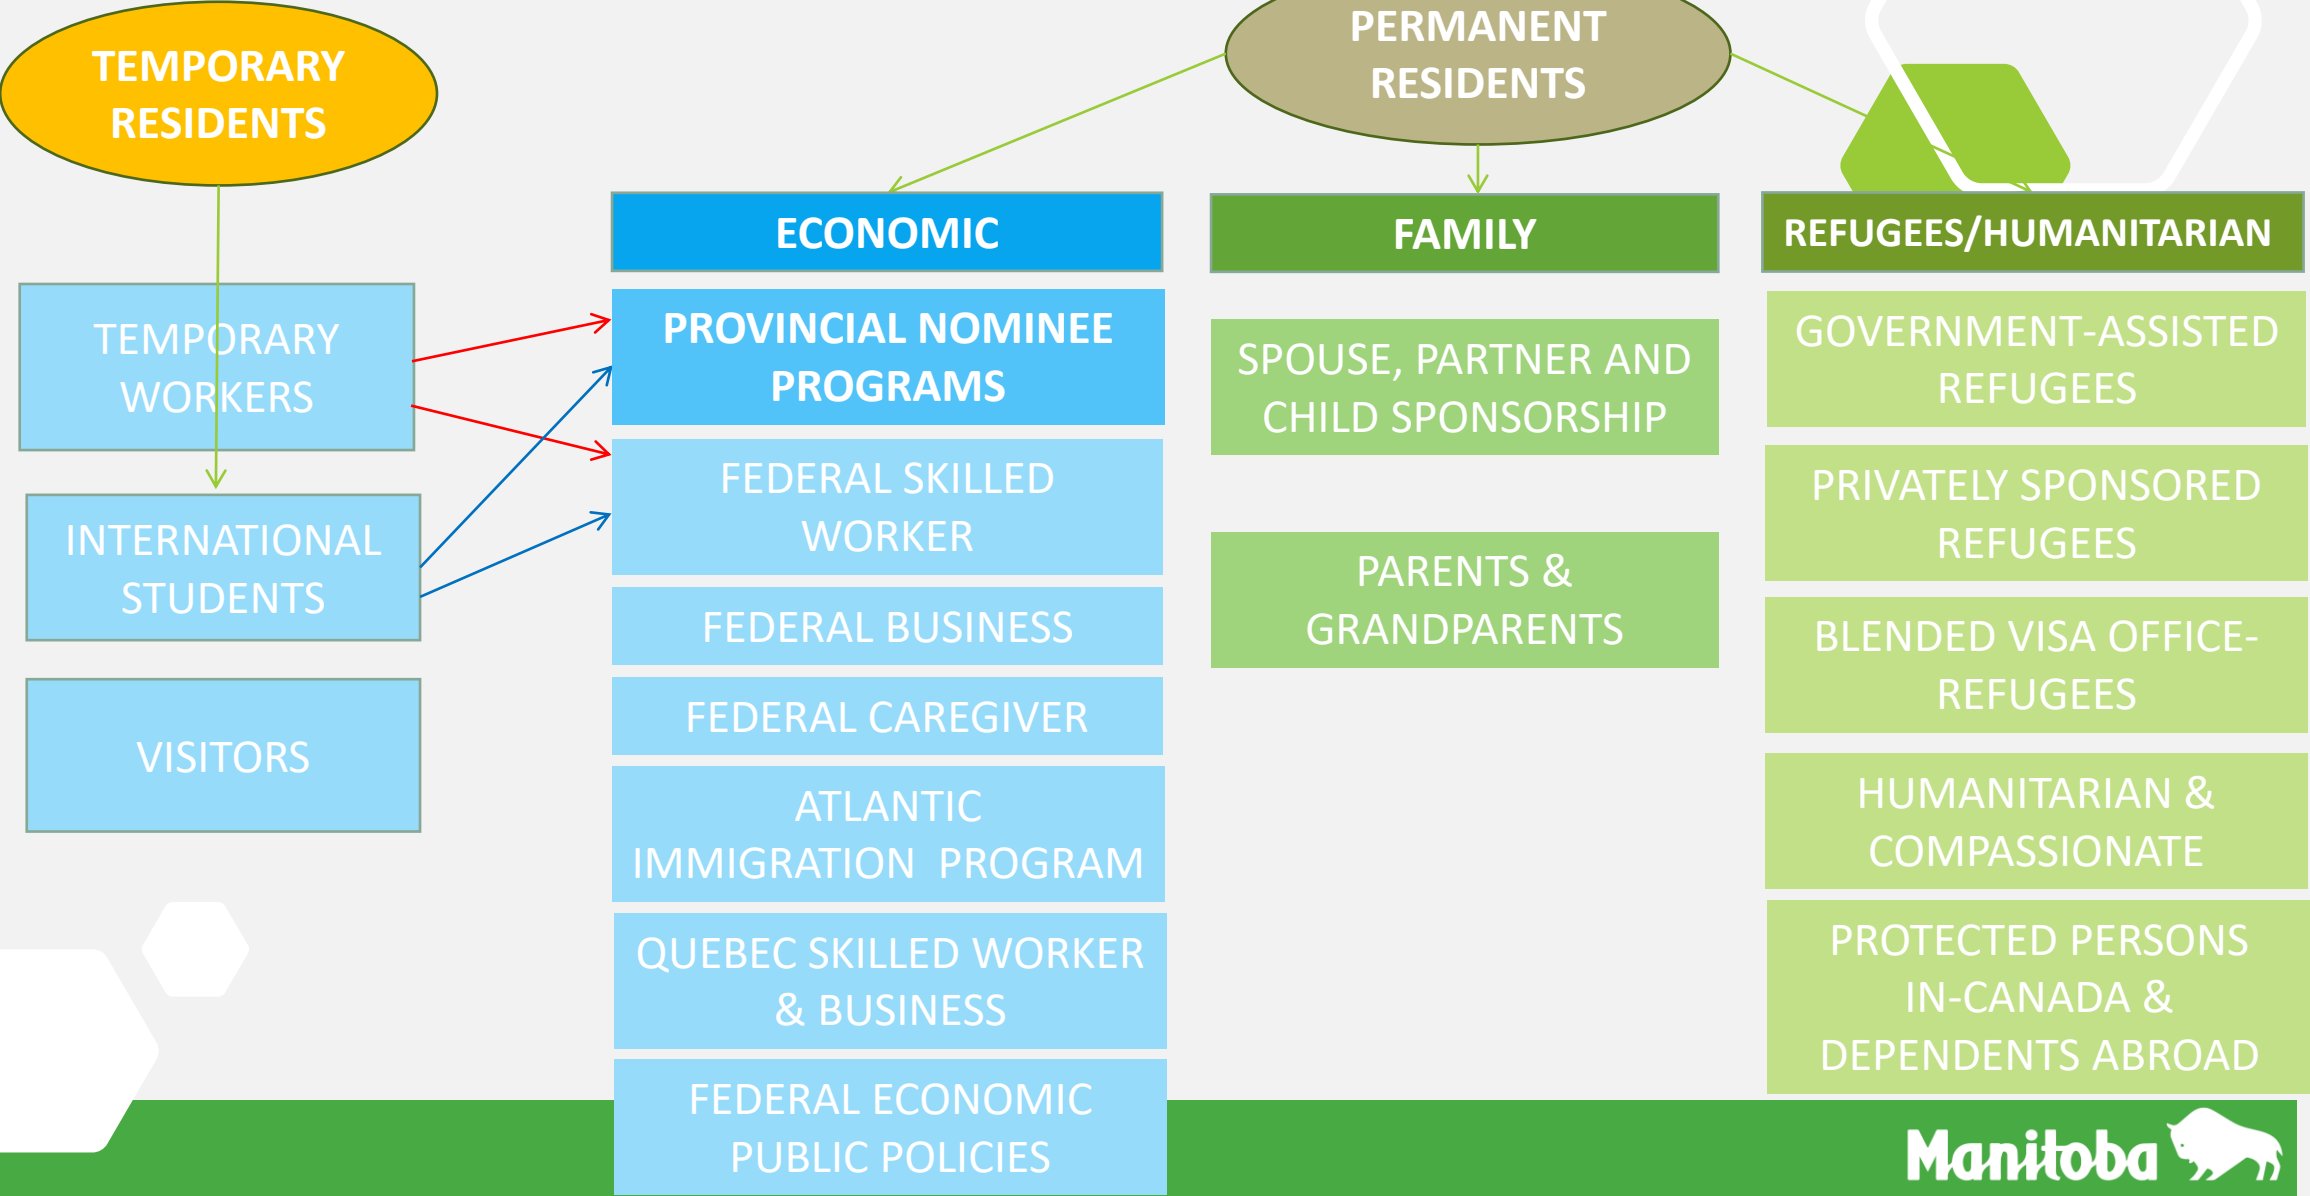 TEMPORARY
RESIDENTS
TEMPORARY
WORKERS
INTERNATIONAL
STUDENTS
VISITORS
PERMANENT
RESIDENTS
ECONOMIC
PROVINCIAL NOMINEE
PROGRAMS
FEDERAL SKILLED
WORKER
FEDERAL BUSINESS
FEDERAL CAREGIVER
ATLANTIC
IMMIGRATION PROGRAM
QUEBEC SKILLED WORKER
& BUSINESS
FEDERAL ECONOMIC
PUBLIC POLICIES
FAMILY
SPOUSE, PARTNER AND
CHILD SPONSORSHIP
PARENTS &
GRANDPARENTS
REFUGEES/HUMANITARIAN
GOVERNMENT-ASSISTED
REFUGEES
PRIVATELY SPONSORED
REFUGEES
BLENDED VISA OFFICE-
REFUGEES
HUMANITARIAN &
COMPASSIONATE
PROTECTED PERSONS
IN-CANADA &
DEPENDENTS ABROAD
Manitoba